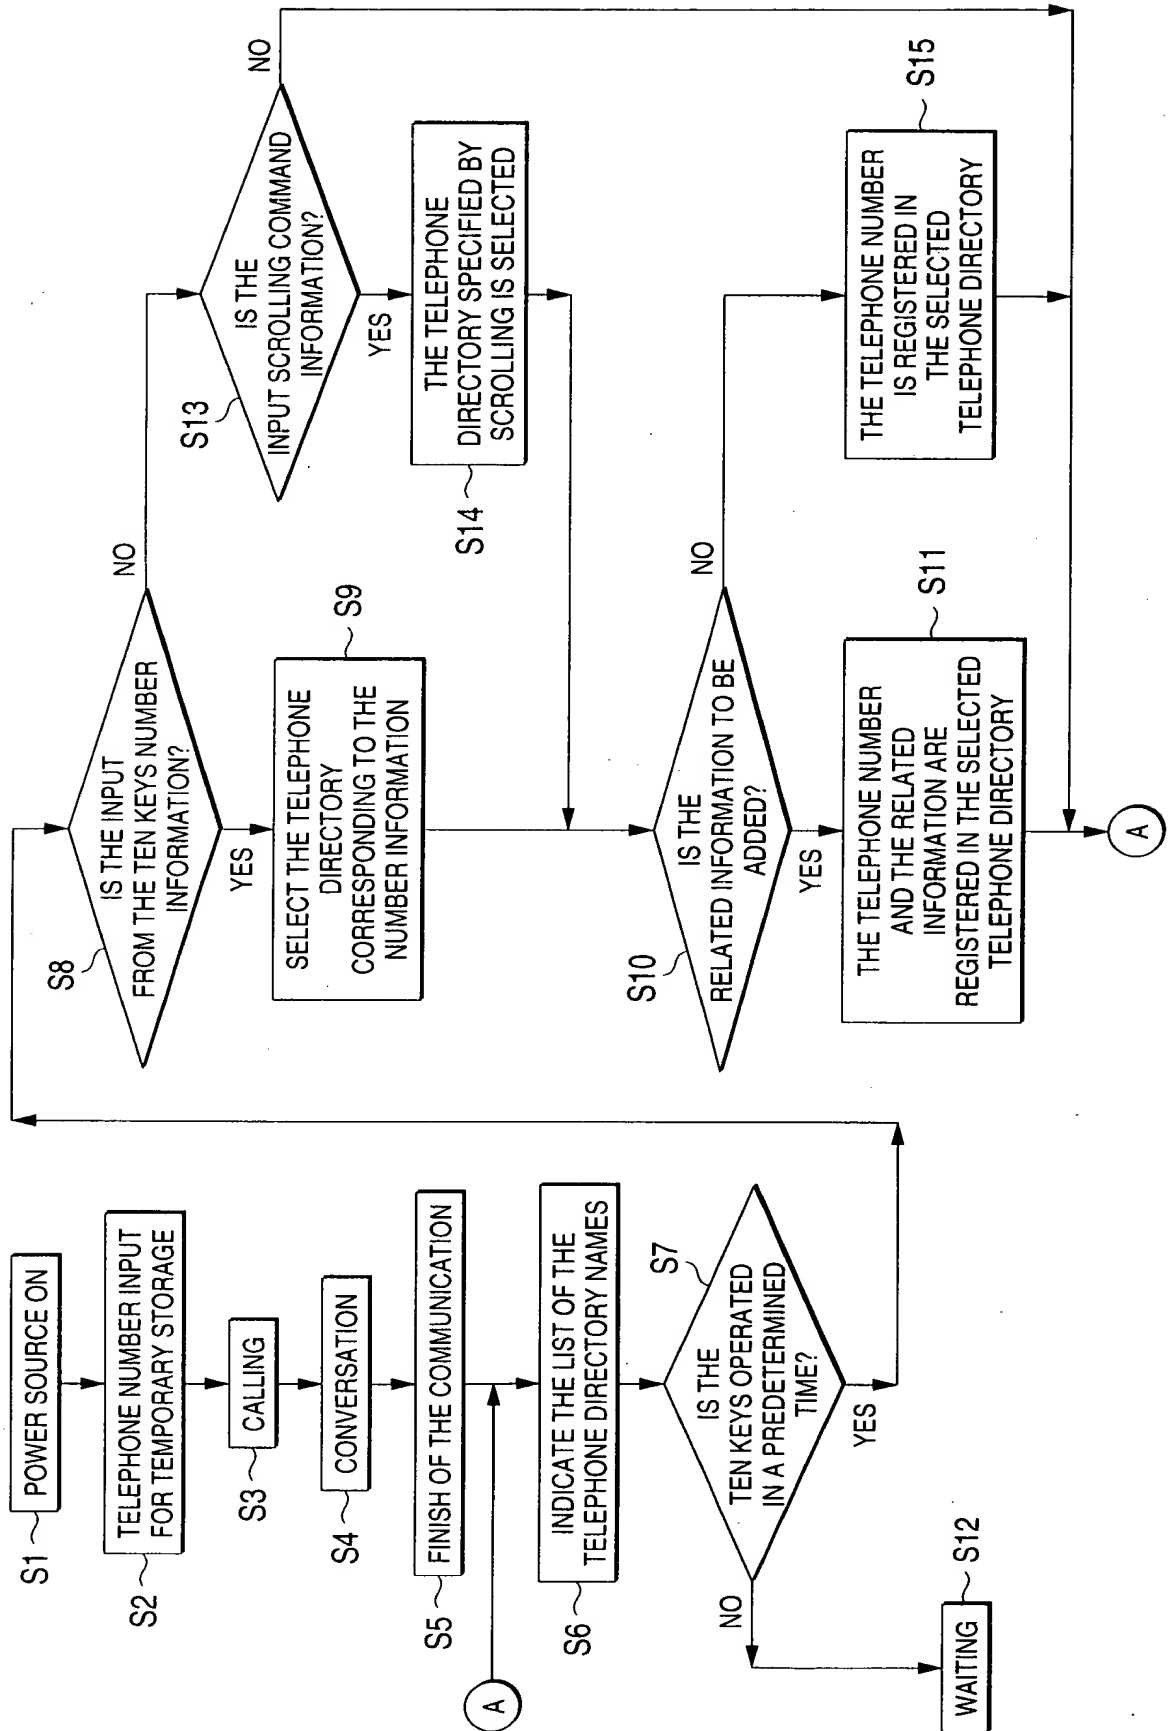 S1
POWER SOURCE ON
S2
TELEPHONE NUMBER INPUT
FOR TEMPORARY STORAGE
S3
CALLING
S4
CONVERSATION
S5
FINISH OF THE COMMUNICATION
A
S6
INDICATE THE LIST OF THE
TELEPHONE DIRECTORY NAMES
S7
IS THE
TEN KEYS OPERATED
IN A PREDETERMINED
TIME?
NO
YES
S12
WAITING
S8
IS THE INPUT
FROM THE TEN KEYS NUMBER
INFORMATION?
NO
YES
S9
SELECT THE TELEPHONE
DIRECTORY
CORRESPONDING TO THE
NUMBER INFORMATION
S13
IS THE
INPUT SCROLLING COMMAND
INFORMATION?
NO
YES
S14
THE TELEPHONE
DIRECTORY SPECIFIED BY
SCROLLING IS SELECTED
S10
IS THE
RELATED INFORMATION TO BE
ADDED?
NO
YES
S11
THE TELEPHONE NUMBER
AND THE RELATED
INFORMATION ARE
REGISTERED IN THE SELECTED
TELEPHONE DIRECTORY
S15
THE TELEPHONE NUMBER
IS REGISTERED IN
THE SELECTED
TELEPHONE DIRECTORY
A